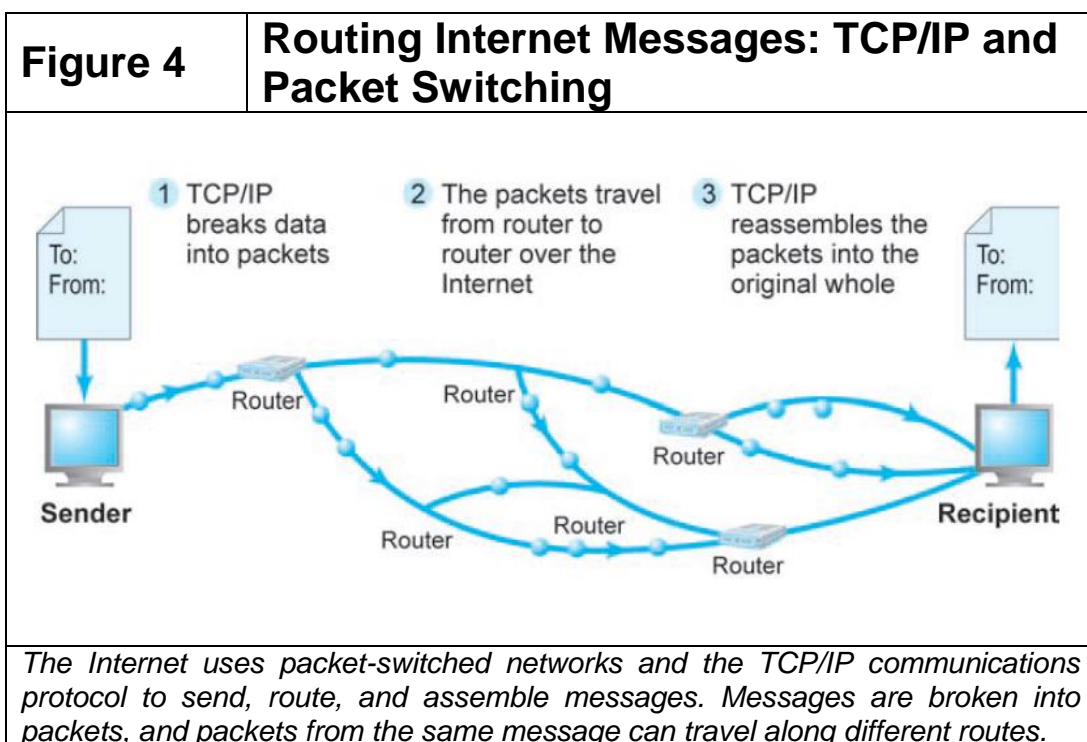 Figure 4
Routing Internet Messages: TCP/IP and
Packet Switching
1 TCP/IP
breaks data
into packets
2 The packets travel
from router to
router over the
Internet
3 TCP/IP
reassembles the
packets into the
original whole
To:
From:
To:
From:
Router
Router
Router
Router
Router
Router
Sender
Recipient
The Internet uses packet-switched networks and the TCP/IP communications
protocol to send, route, and assemble messages. Messages are broken into
packets, and packets from the same message can travel along different routes.